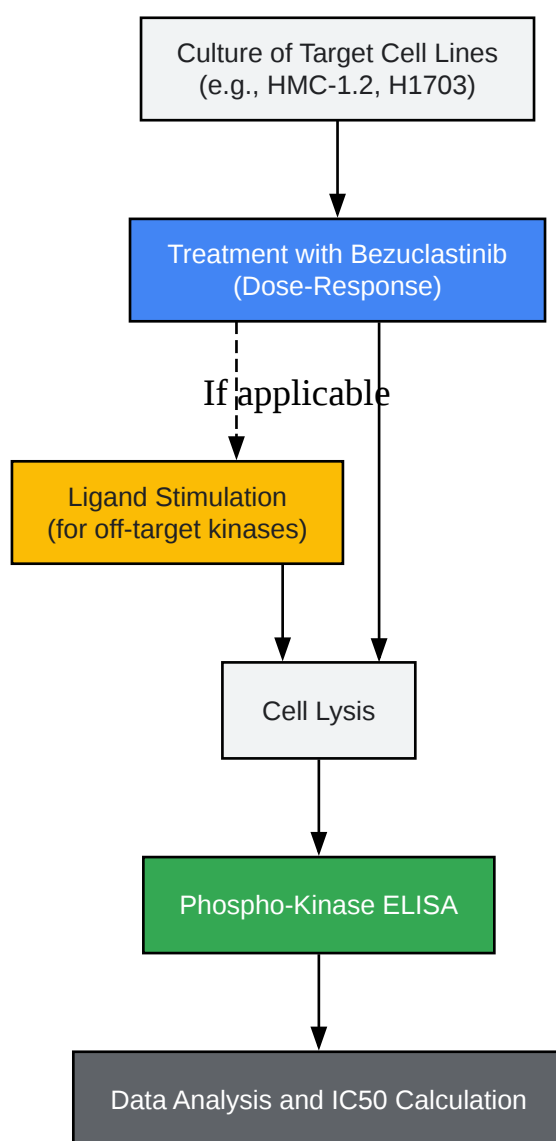 Culture of Target Cell Lines
(e.g., HMC-1.2, H1703)
Treatment with Bezuclastinib
(Dose-Response)
If applicable
Ligand Stimulation
(for off-target kinases)
Cell Lysis
Phospho-Kinase ELISA
Data Analysis and IC50 Calculation